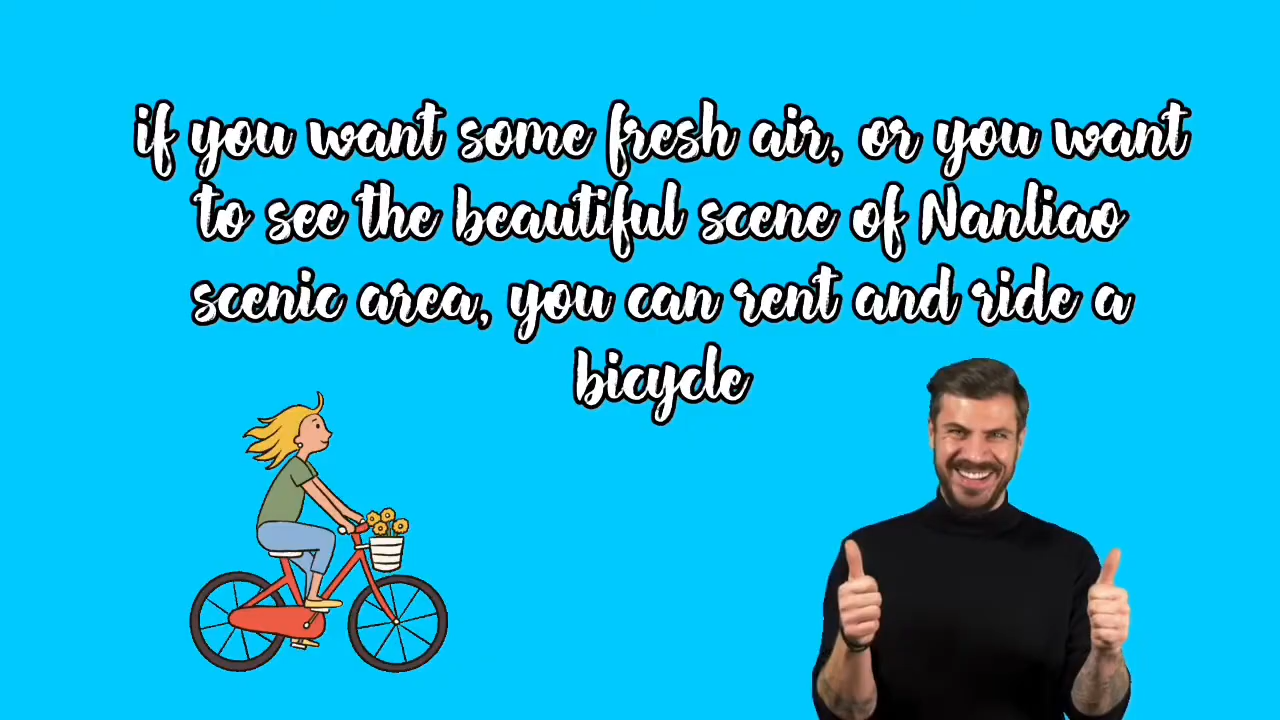 if you want some fresh air, or you want
to see the beautiful scene of Nanliao
scenic area, you can rent and ride a
bicycle